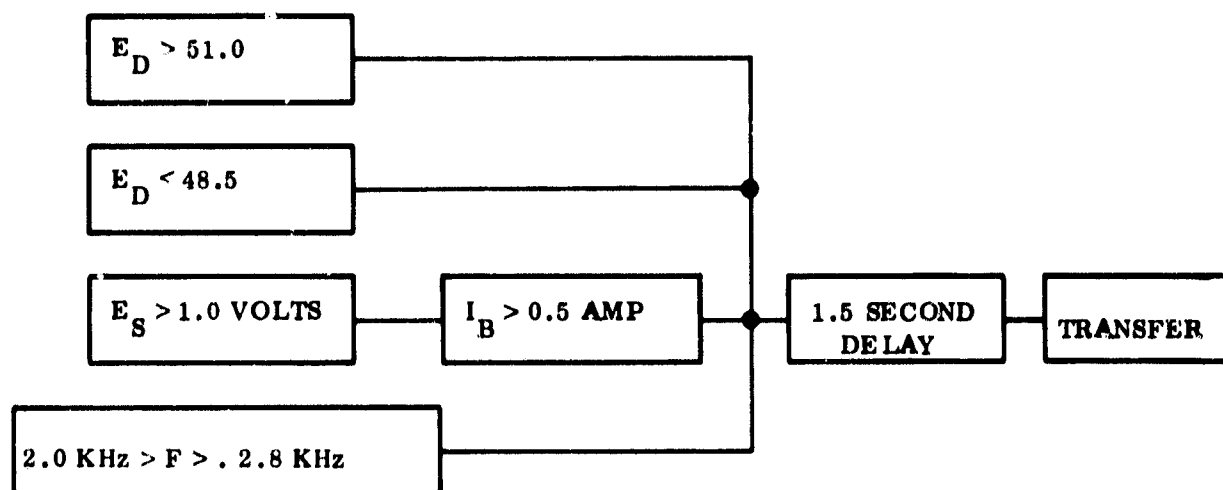 E_D > 51.0
E_D < 48.5
E_S > 1.0 VOLTS
I_B > 0.5 AMP
1.5 SECOND
DELAY
TRANSFER
2.0 KHz > F > . 2.8 KHz